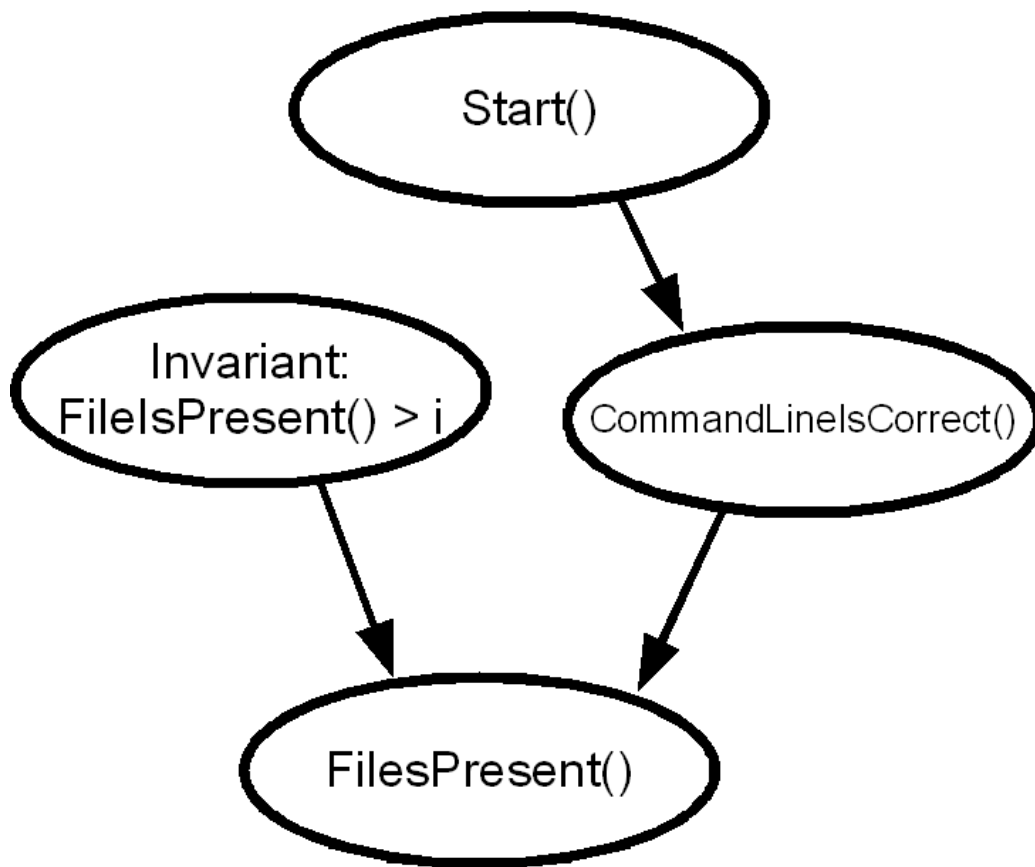 Start()
Invariant:
FileIsPresent() > i
CommandLineIsCorrect()
FilesPresent()